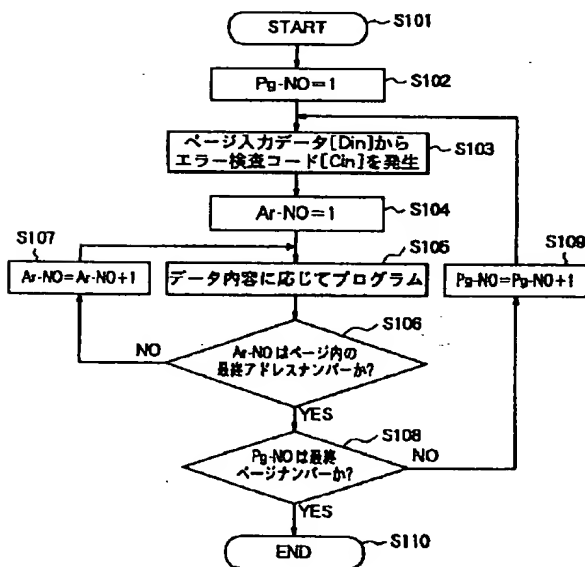 START
S101
Pg-NO=1
S102
ページ入力データ[Din]から
エラー検査コード[Cin]を発生
S103
Ar-NO=1
S104
S107
Ar-NO=Ar-NO+1
S105
データ内容に応じてプログラム
S109
Pg-NO=Pg-NO+1
S106
Ar-NOはページ内の
最終アドレスナンバーか?
NO
YES
S108
Pg-NOは最終
ページナンバーか?
NO
YES
END
S110